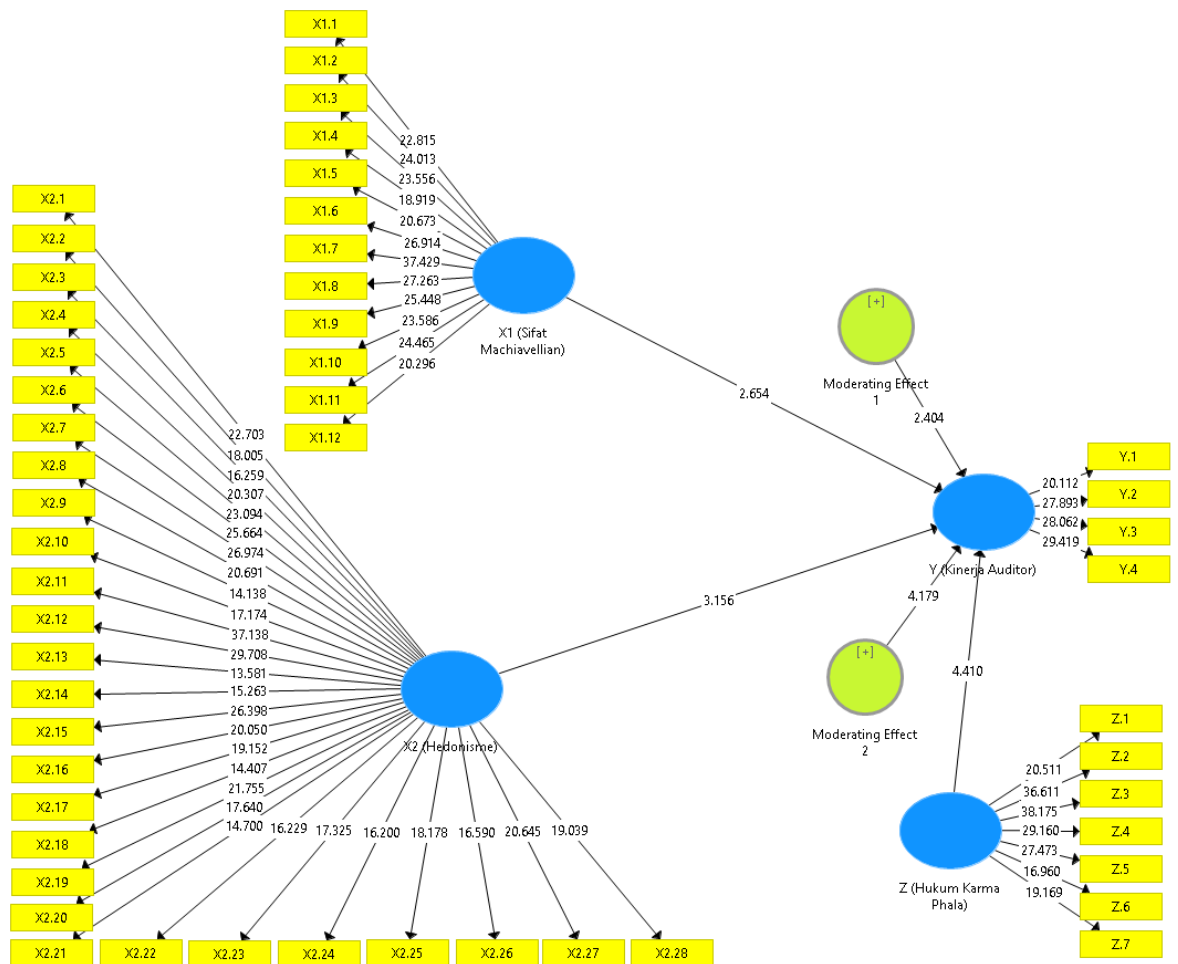 X1.1
X1.2
X1.3
X1.4
X1.5
X1.6
X1.7
X1.8
X1.9
X1.10
X1.11
X1.12
22.815
24.013
23.556
18.919
20.673
26.914
37.429
27.263
25.448
23.586
24.465
20.296
X1 (Sifat
Machiavellian)
X2.1
X2.2
X2.3
X2.4
X2.5
X2.6
X2.7
X2.8
X2.9
X2.10
X2.11
X2.12
X2.13
X2.14
X2.15
X2.16
X2.17
X2.18
X2.19
X2.20
X2.21
X2.22
X2.23
X2.24
X2.25
X2.26
X2.27
X2.28
22.703
18.005
16.259
20.307
23.094
25.664
26.974
20.691
14.138
17.174
37.138
29.708
13.581
15.263
26.398
20.050
19.152
14.407
21.755
17.640
14.700
16.229
17.325
16.200
18.178
16.590
20.645
19.039
X2 (Hedonisme)
2.654
3.156
[+]
Moderating Effect
1
2.404
Y (Kinerja Auditor)
20.112
27.893
28.062
29.419
Y.1
Y.2
Y.3
Y.4
4.179
[+]
Moderating Effect
2
4.410
Z (Hukum Karma
Phala)
20.511
36.611
38.175
29.160
27.473
16.960
19.169
Z.1
Z.2
Z.3
Z.4
Z.5
Z.6
Z.7